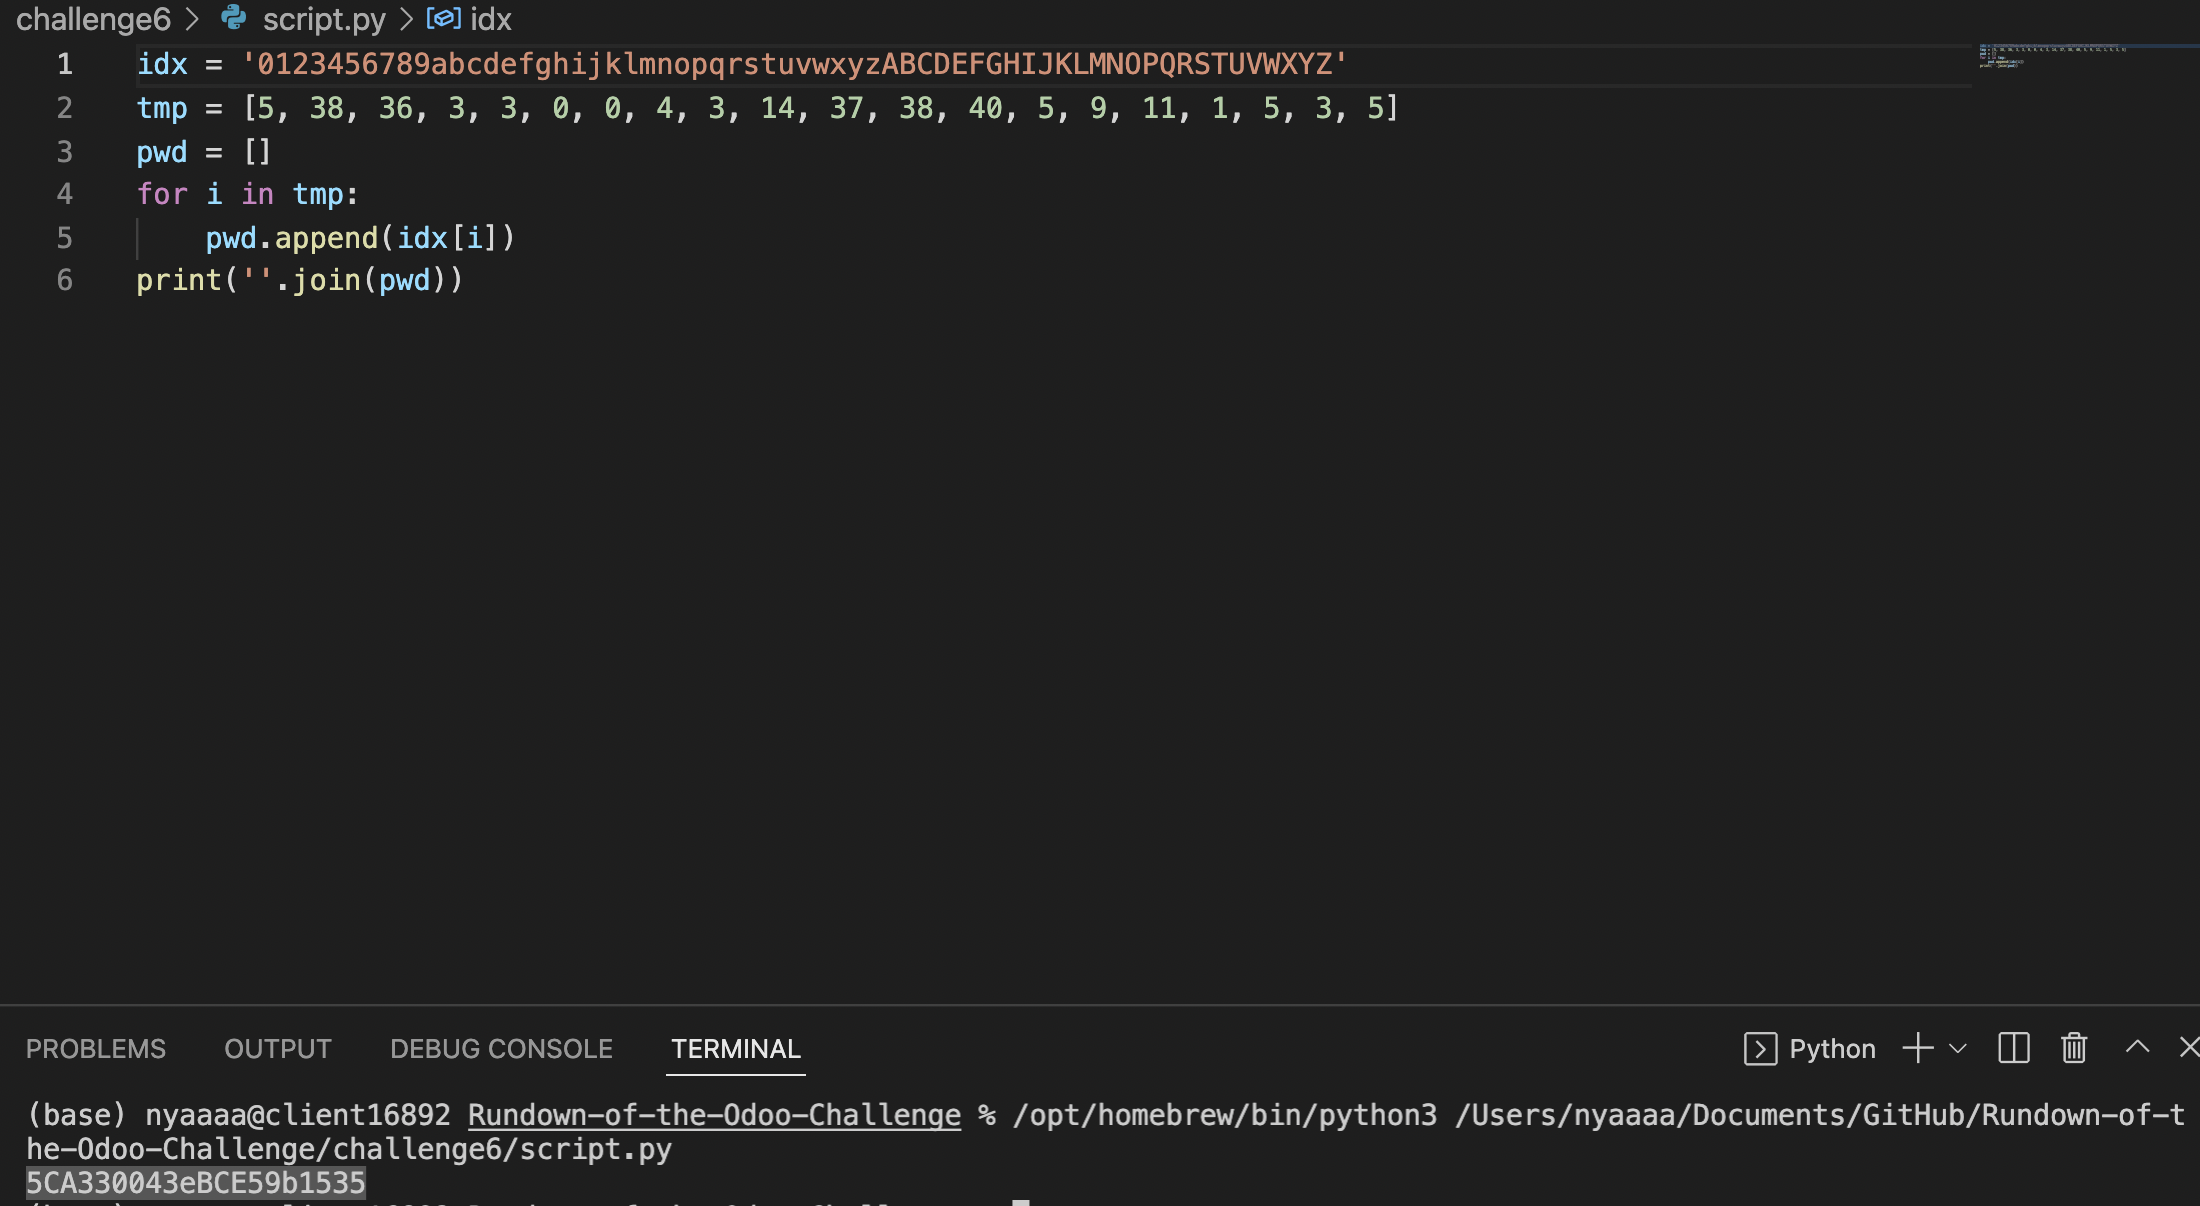 challenge6 > script.py > idx
1 idx = '0123456789abcdefghijklmnopqrstuvwxyzABCDEFGHIJKLMNOPQRSTUVWXYZ'
2 tmp = [5, 38, 36, 3, 3, 0, 0, 4, 3, 14, 37, 38, 40, 5, 9, 11, 1, 5, 3, 5]
3 pwd = []
4 for i in tmp:
5     pwd.append(idx[i])
6 print(''.join(pwd))
PROBLEMS OUTPUT DEBUG CONSOLE TERMINAL Python
(base) nyaaaa@client16892 Rundown-of-the-Odoo-Challenge % /opt/homebrew/bin/python3 /Users/nyaaaa/Documents/GitHub/Rundown-of-t
he-Odoo-Challenge/challenge6/script.py
5CA330043eBCE59b1535